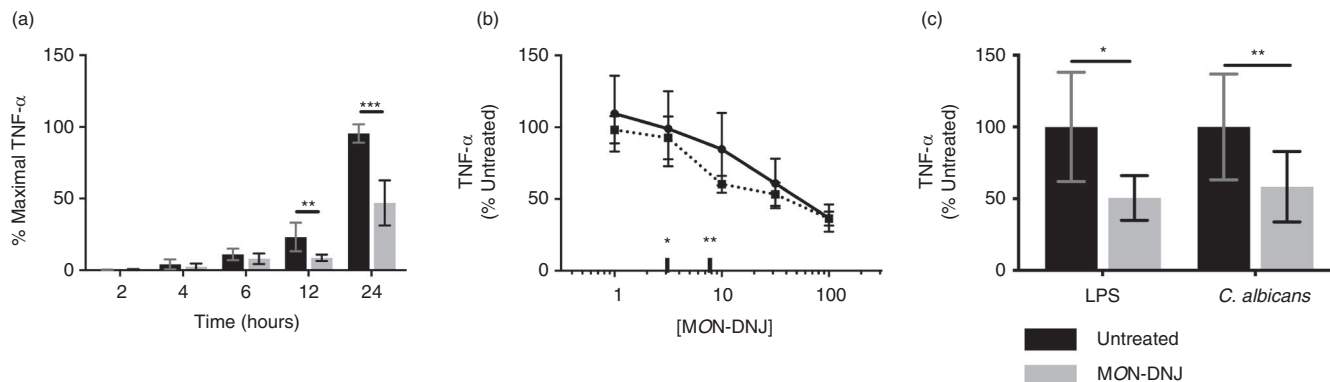 (a)
150
100
50
0
% Maximal TNF-α
***
**
2 4 6 12 24
Time (hours)
(b)
150
100
50
0
TNF-α
(% Untreated)
* **
1 10 100
[MON-DNJ]
(c)
150
100
50
0
TNF-α
(% Untreated)
* **
LPS C. albicans
Untreated
MON-DNJ